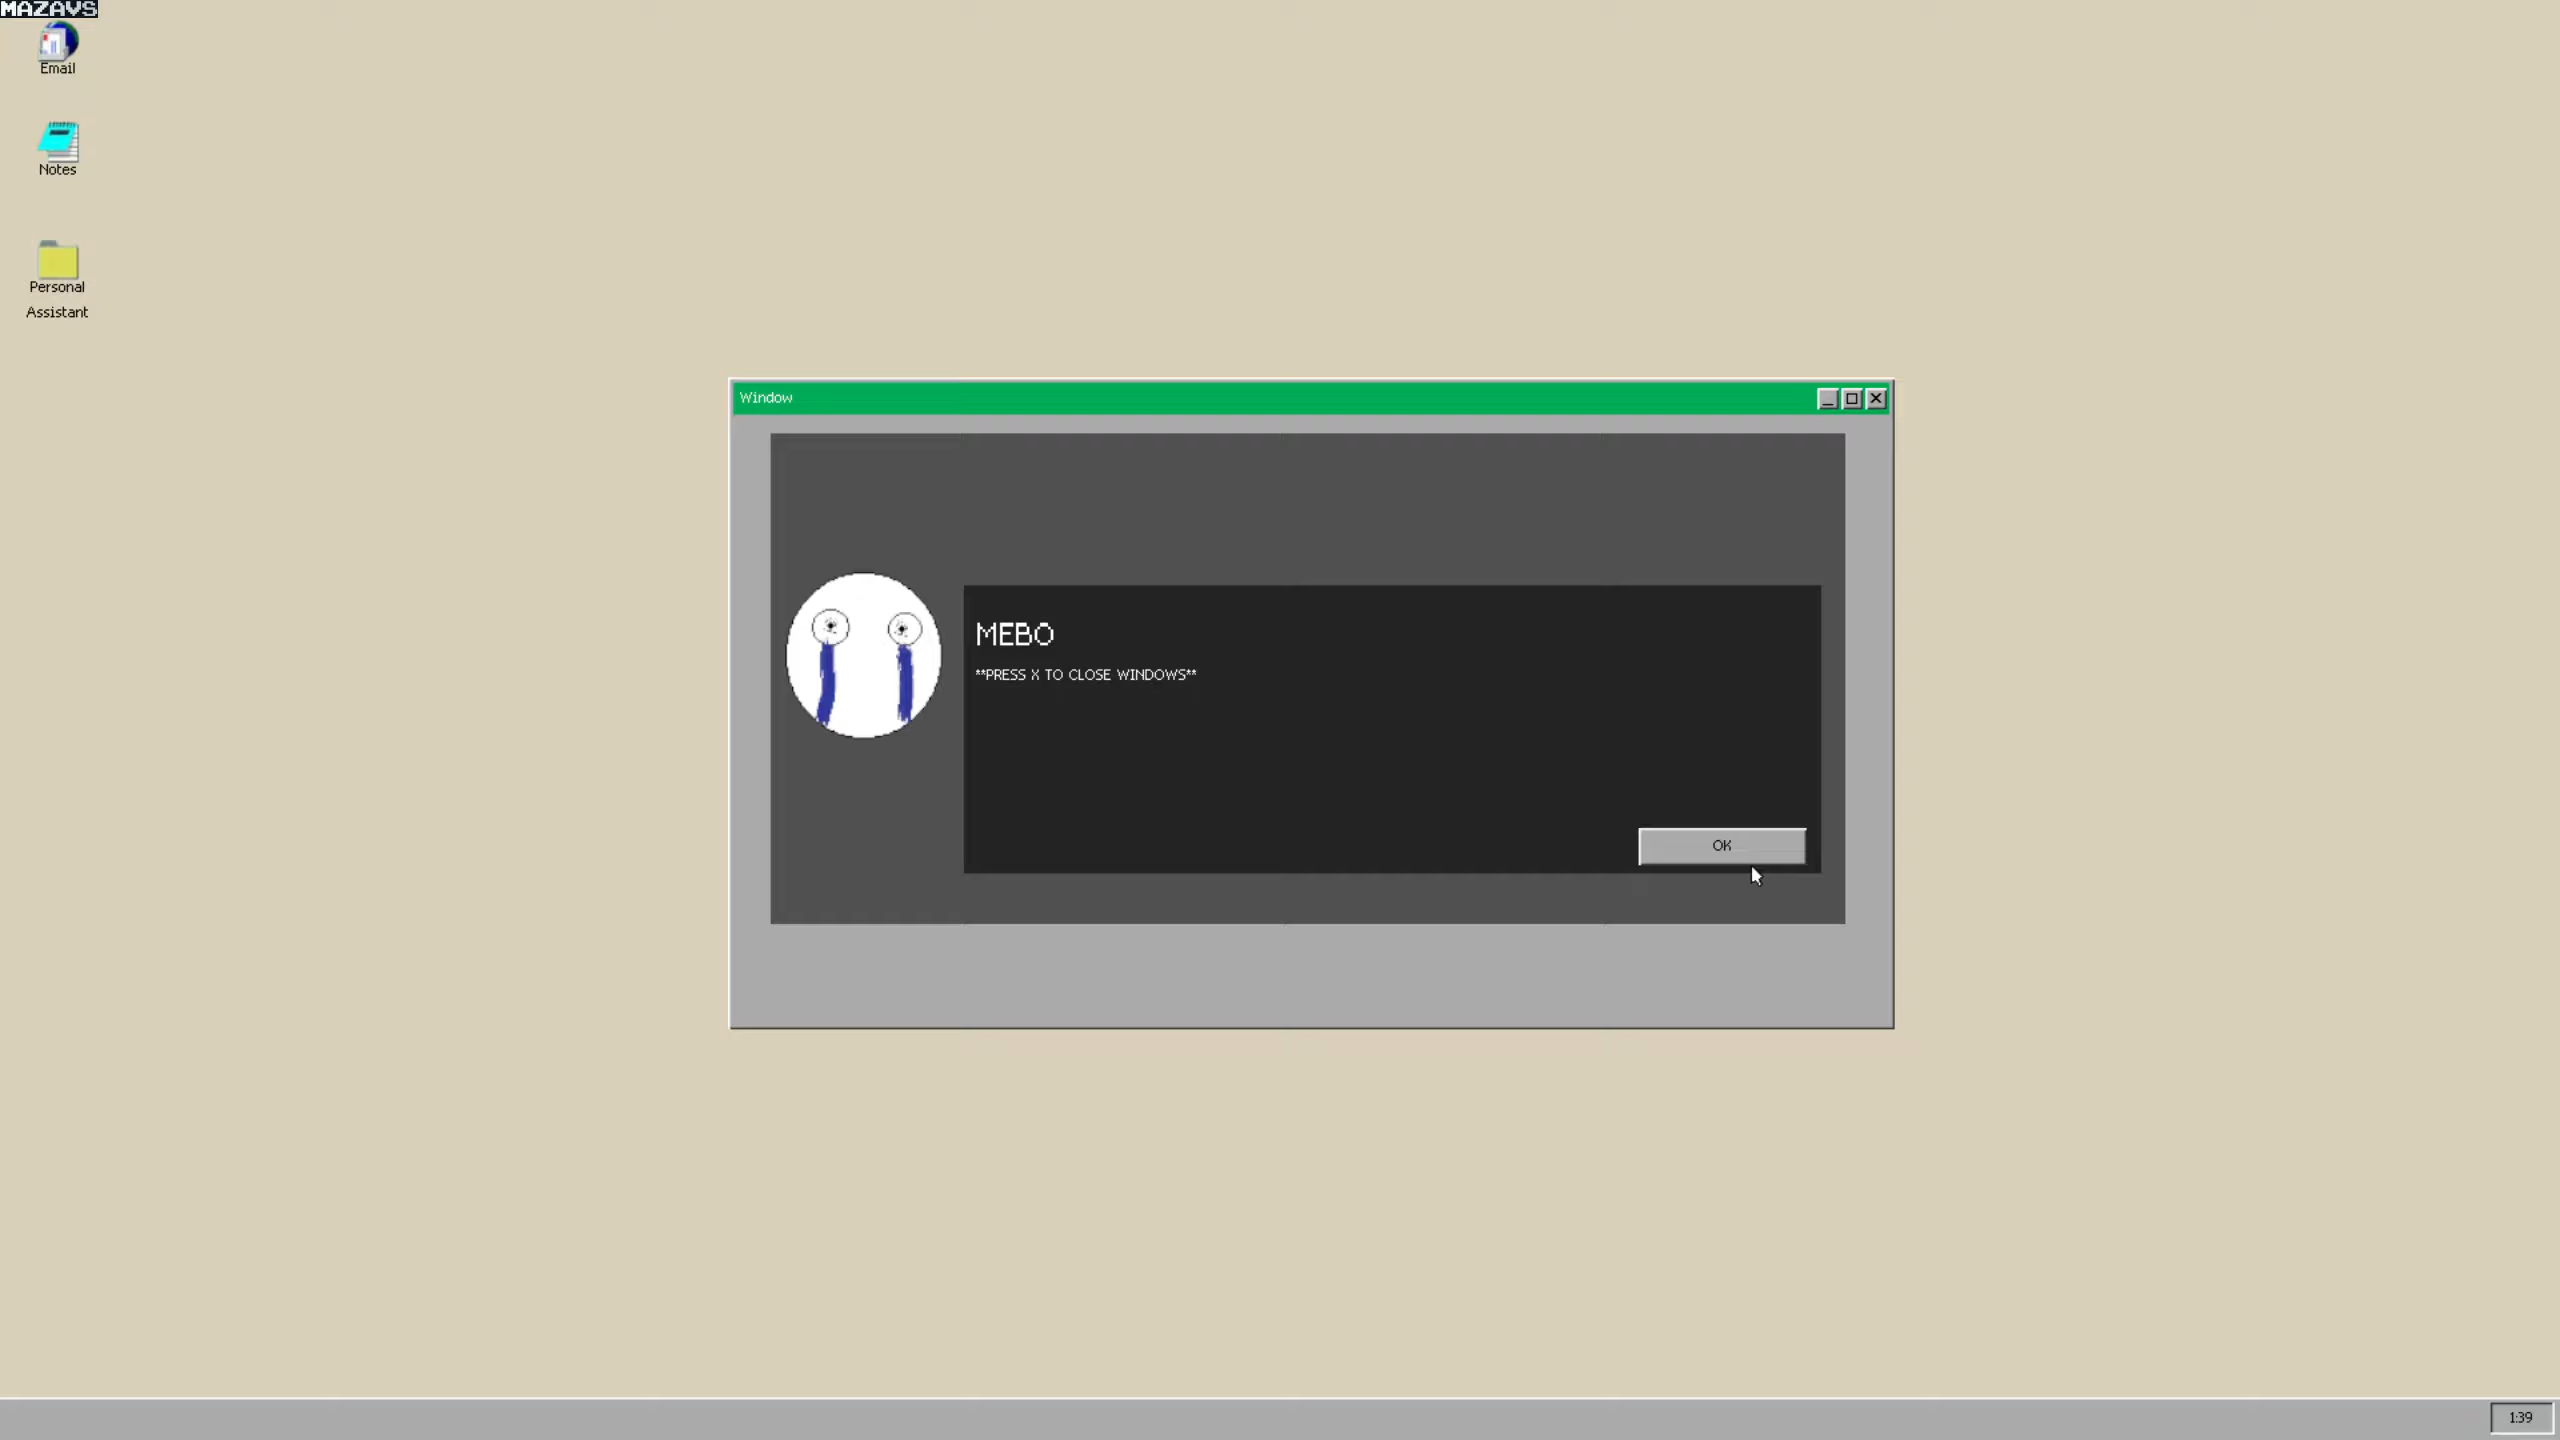 MAZAVS
Email
Notes
Personal
Assistant
Window
MEBO
**PRESS X TO CLOSE WINDOWS**
OK
1:39